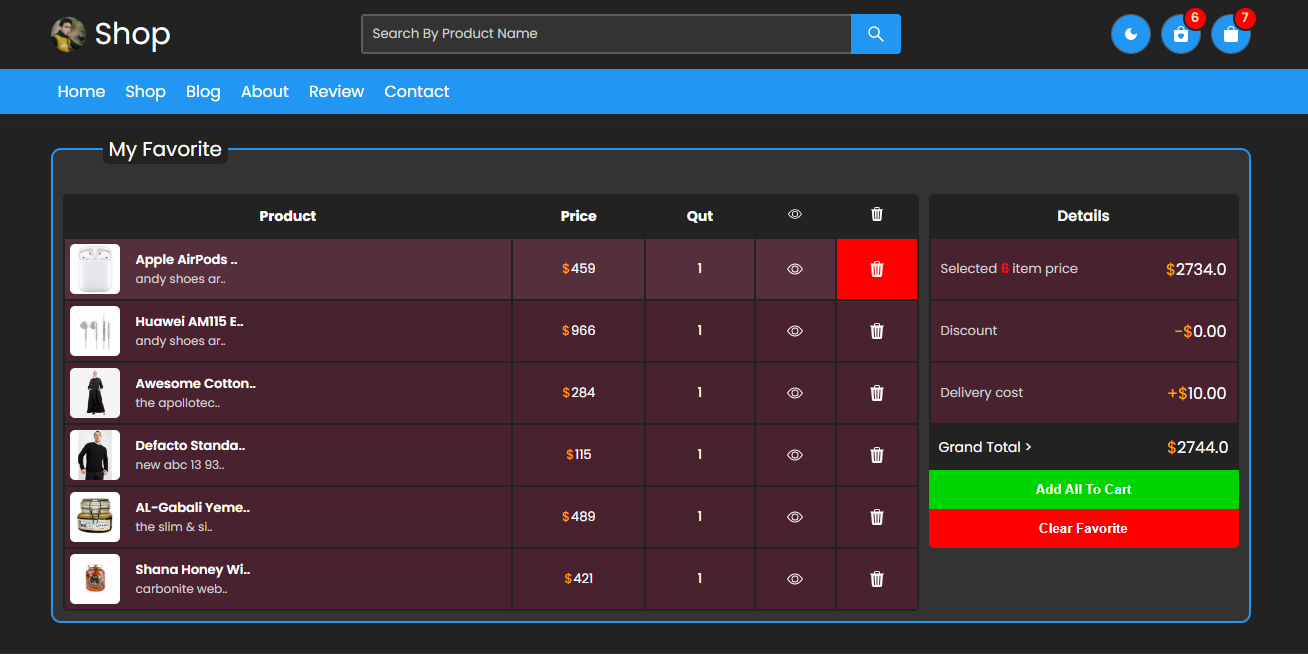 Shop
Search By Product Name
6
7
Home Shop Blog About Review Contact
My Favorite
Product Price Qut
Apple AirPods ..
andy shoes ar..
$459 1
Huawei AM115 E..
andy shoes ar..
$966 1
Awesome Cotton..
the apollotec..
$284 1
Defacto Standa..
new abc 13 93..
$115 1
AL-Gabali Yeme..
the slim & si..
$489 1
Shana Honey Wi..
carbonite web..
$421 1
Details
Selected 6 item price $2734.0
Discount -$0.00
Delivery cost +$10.00
Grand Total > $2744.0
Add All To Cart
Clear Favorite